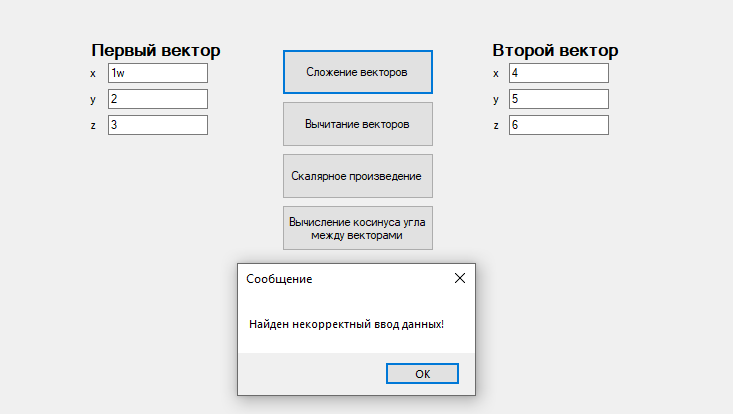 Первый вектор
x 1w
y 2
z 3
Сложение векторов
Вычитание векторов
Скалярное произведение
Вычисление косинуса угла
между векторами
Второй вектор
x 4
y 5
z 6
Сообщение
Найден некорректный ввод данных!
OK